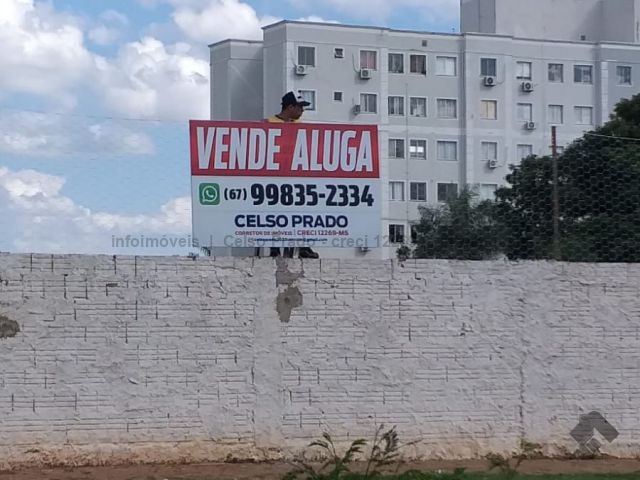 VENDE ALUGA
(67) 99835-2334
CELSO PRADO
CORRETOR DE IMÓVEIS | CRECI 12269-MS
infoimóveis | Celso Prado - creci 12